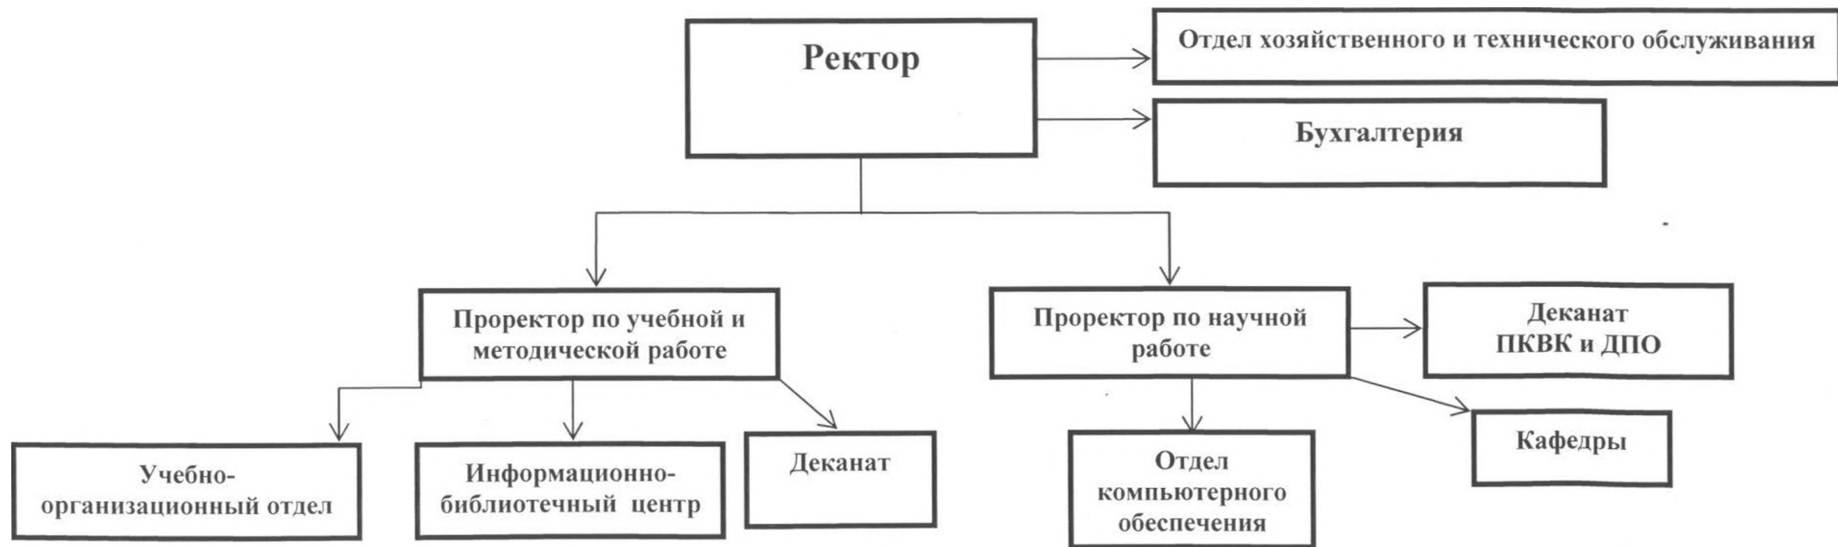 Ректор
Отдел хозяйственного и технического обслуживания
Бухгалтерия
Проректор по учебной и
методической работе
Проректор по научной
работе
Деканат
ПКВК и ДПО
Учебно-
организационный отдел
Информационно-
библиотечный центр
Деканат
Отдел
компьютерного
обеспечения
Кафедры